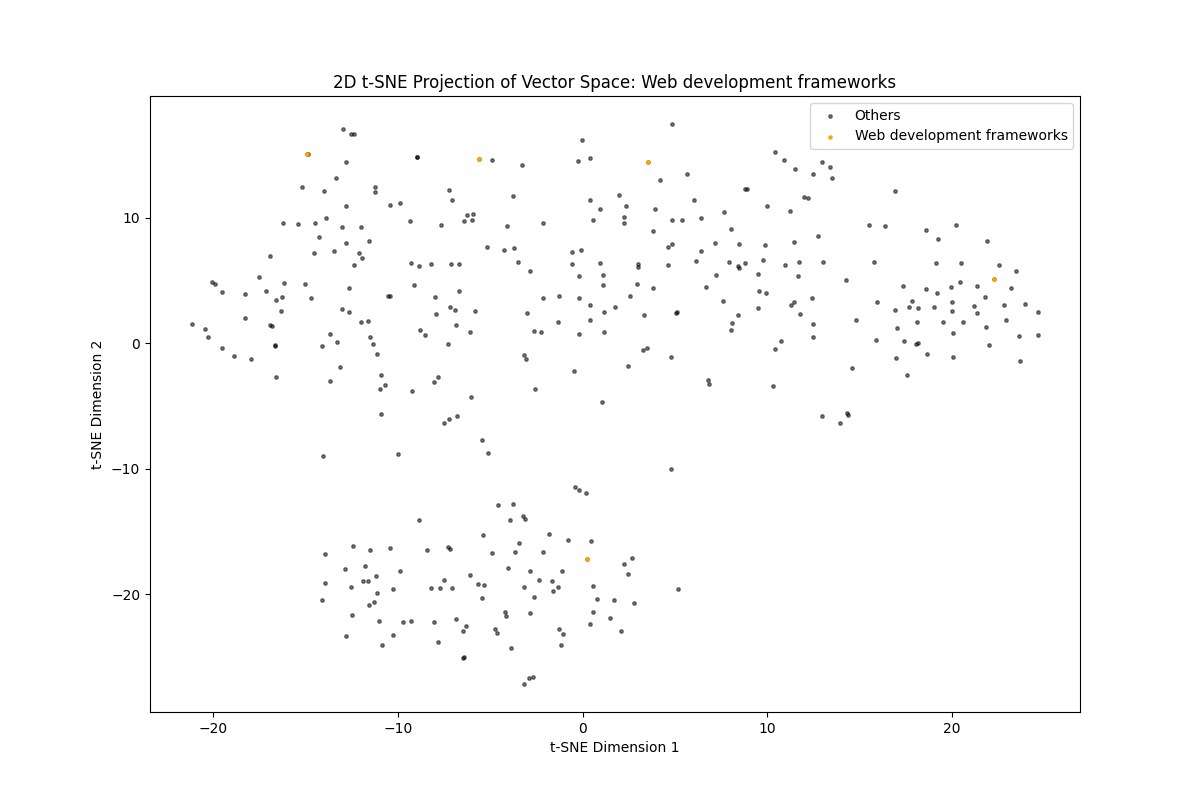 2D t-SNE Projection of Vector Space: Web development frameworks
Others
Web development frameworks
10
0
−10
−20
t-SNE Dimension 2
−20
−10
0
10
20
t-SNE Dimension 1